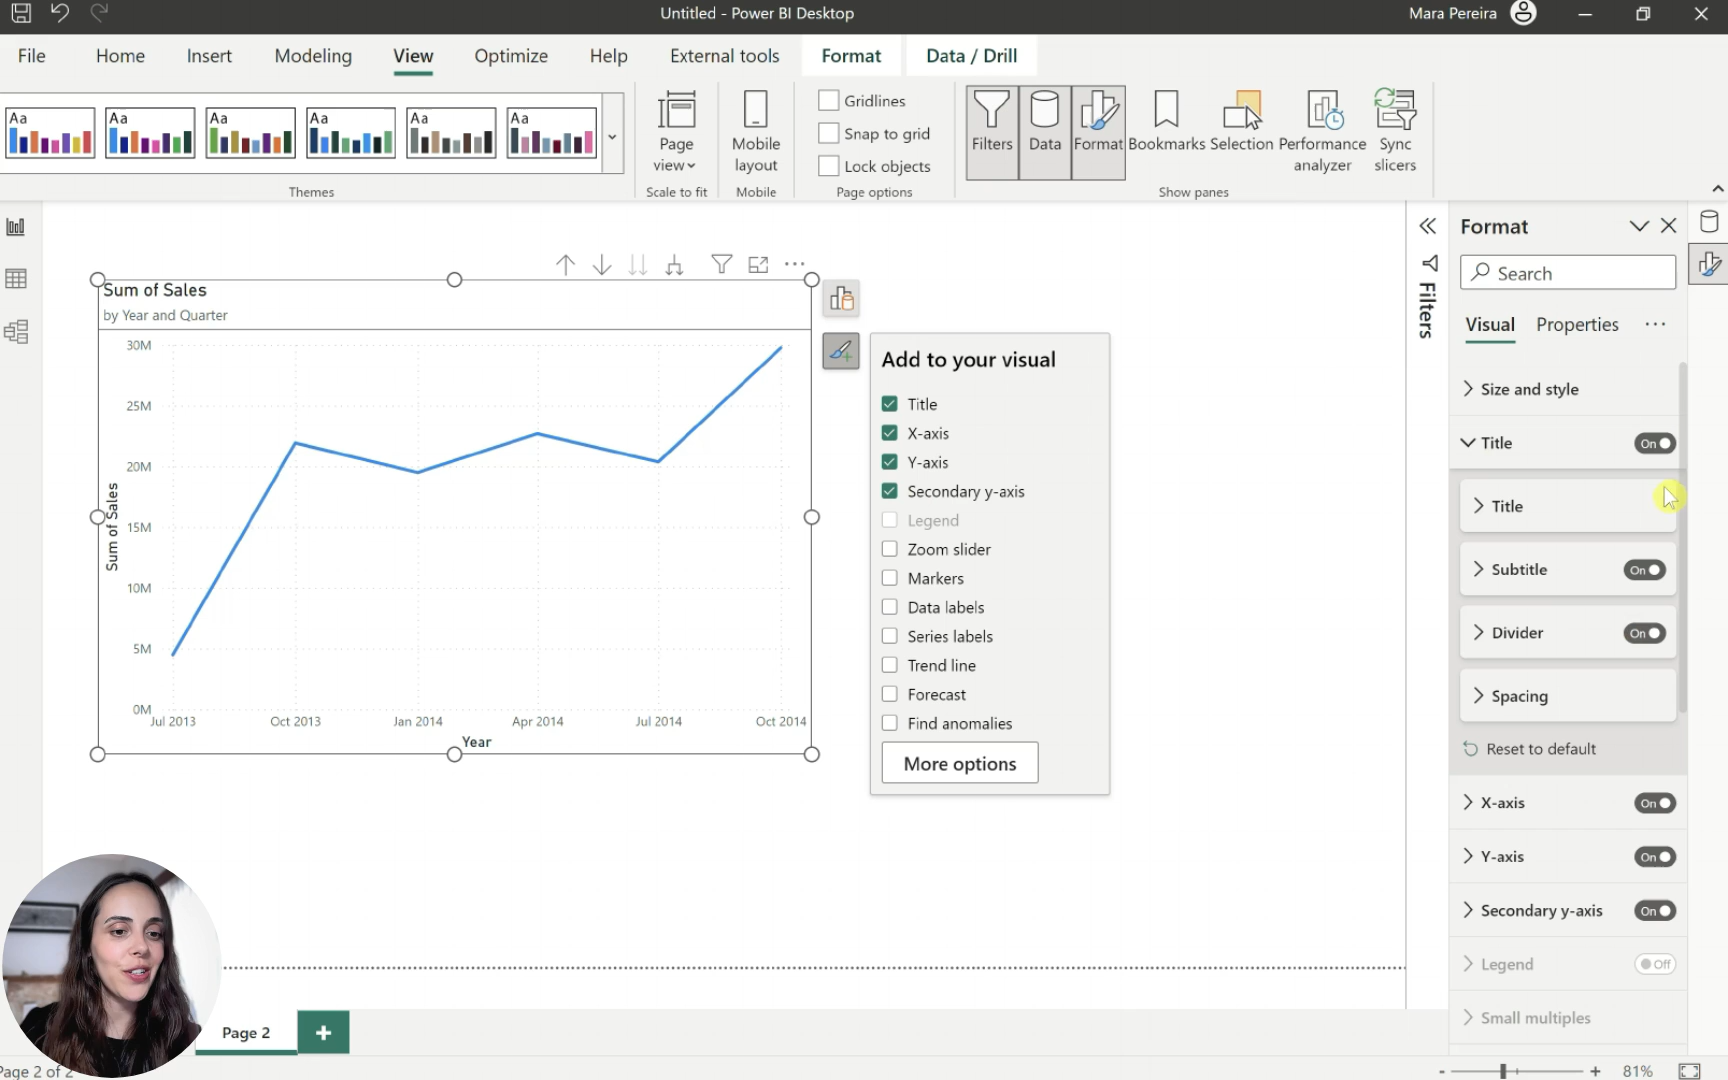 Untitled - Power BI Desktop
Mara Pereira
File
Home
Insert
Modeling
View
Optimize
Help
External tools
Format
Data / Drill
Aa
Aa
Aa
Aa
Aa
Aa
Themes
Page
view
Scale to fit
Mobile
layout
Mobile
Gridlines
Snap to grid
Lock objects
Page options
Filters
Data
Format
Bookmarks
Selection
Performance
analyzer
Sync
slicers
Show panes
Sum of Sales
by Year and Quarter
30M
25M
20M
15M
10M
5M
0M
Sum of Sales
Jul 2013
Oct 2013
Jan 2014
Apr 2014
Jul 2014
Oct 2014
Year
Add to your visual
Title
X-axis
Y-axis
Secondary y-axis
Legend
Zoom slider
Markers
Data labels
Series labels
Trend line
Forecast
Find anomalies
More options
Filters
Format
Search
Visual
Properties
Size and style
Title
On
Title
Subtitle
On
Divider
On
Spacing
Reset to default
X-axis
On
Y-axis
On
Secondary y-axis
On
Legend
Off
Small multiples
Page 2
+
Page 2 of 2
- +
81%